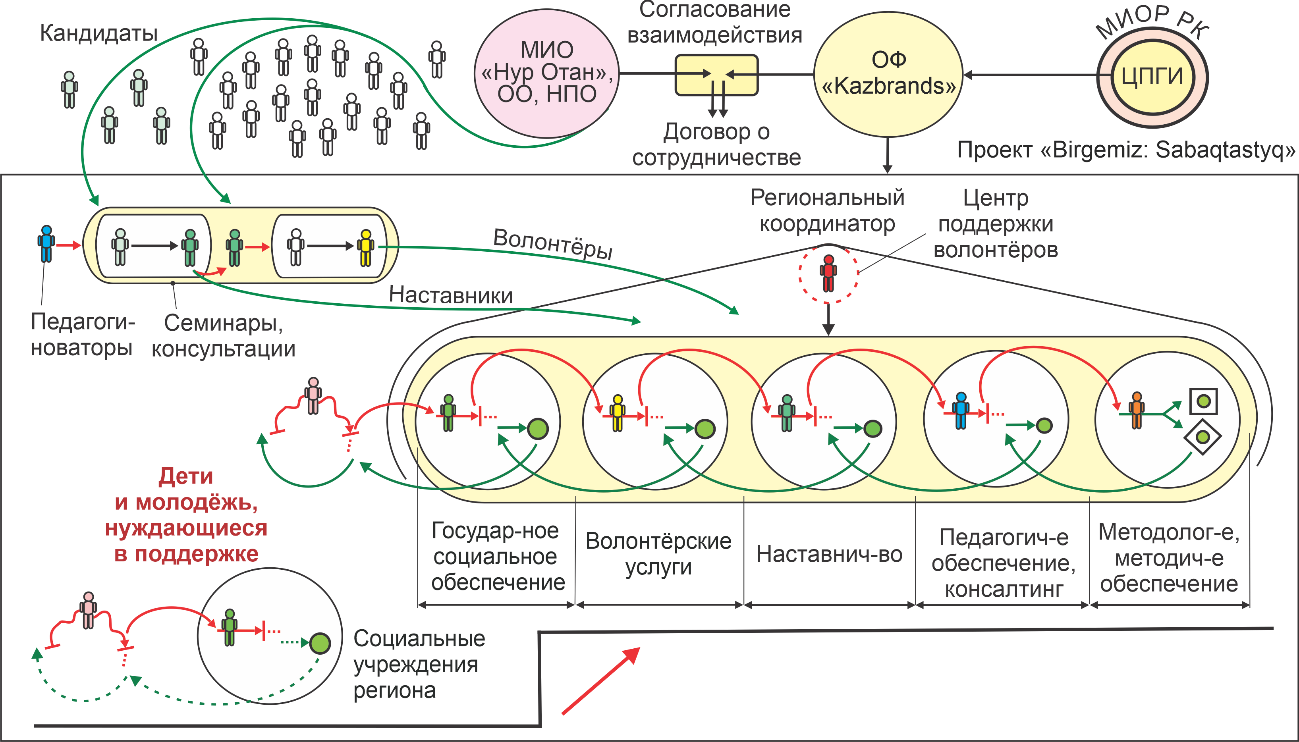 Кандидаты
МИО
«Нур Отан»,
ОО, НПО
Согласование
взаимодействия
Договор о
сотрудничестве
ОФ
«Kazbrands»
МИОР РК
ЦПГИ
Проект «Birgemiz: Sabaqtastyq»
Региональный
координатор
Центр
поддержки
волонтёров
Волонтёры
Наставники
Педагоги-
новаторы
Семинары,
консультации
Дети
и молодёжь,
нуждающиеся
в поддержке
Государ-ное
социальное
обеспечение
Волонтёрские
услуги
Наставнич-во
Педагогич-е
обеспечение,
консалтинг
Методолог-е,
методич-е
обеспечение
Социальные
учреждения
региона